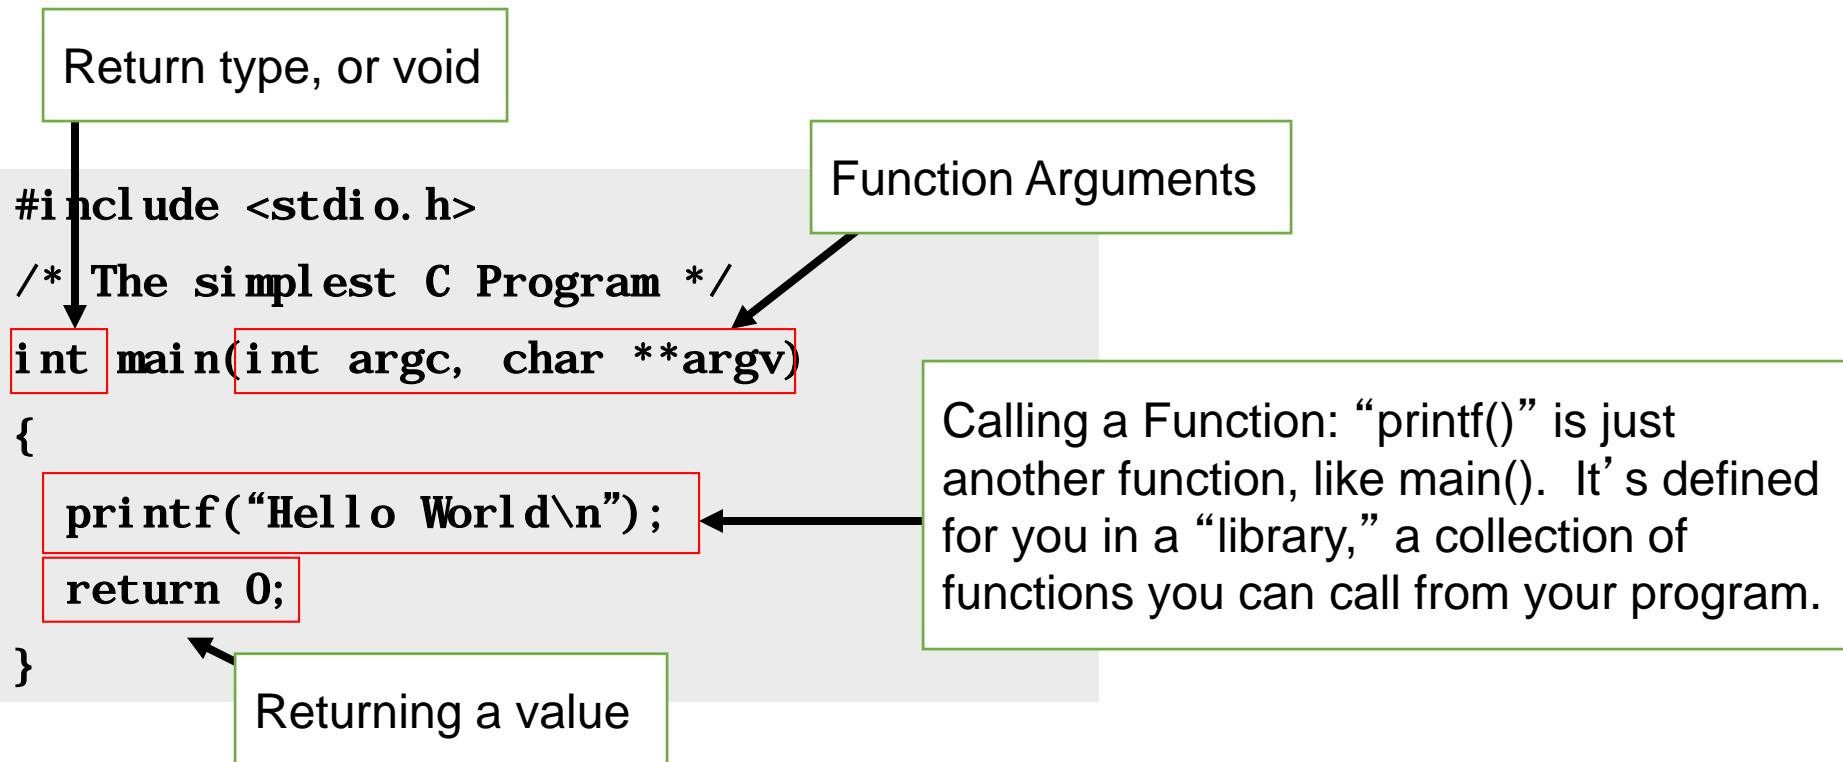 Return type, or void
Function Arguments
#include <stdio.h>
/* The simplest C Program */
int main(int argc, char **argv)
{
printf(“Hello World\n”);
return 0;
}
Calling a Function: “printf()” is just
another function, like main().  It’s defined
for you in a “library,” a collection of
functions you can call from your program.
Returning a value